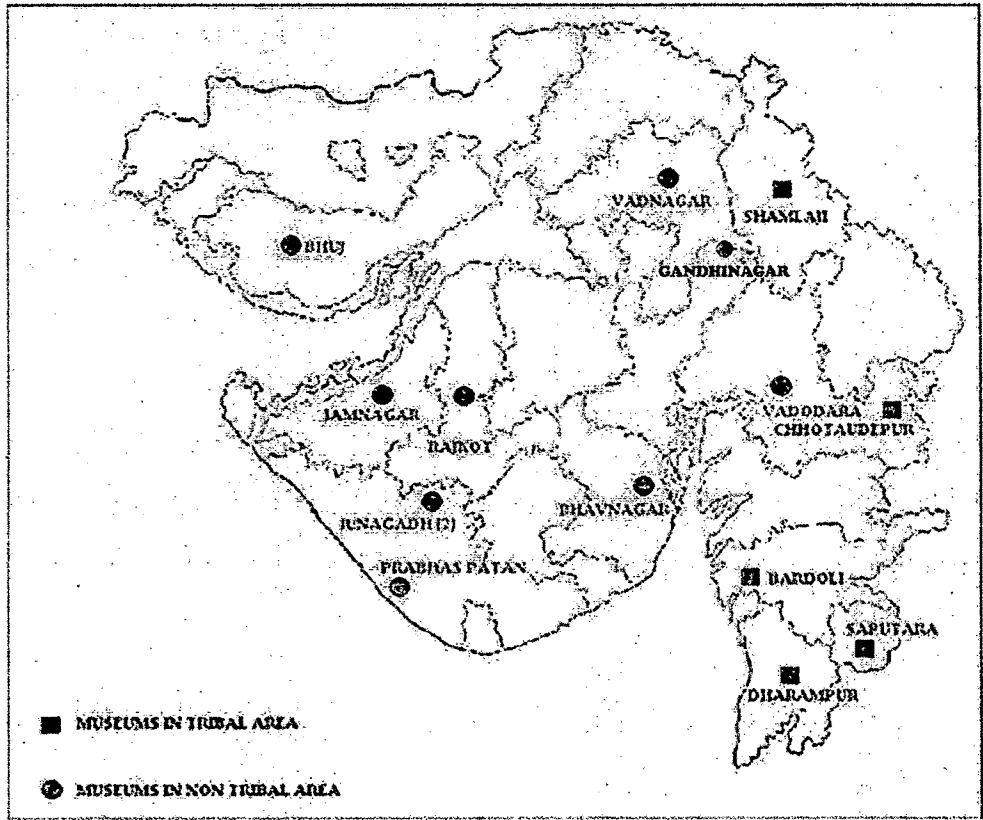 VADNAGAR
SHAMLAJI
BHUJ
GANDHINAGAR
JAMNAGAR
RAJKOT
VADODARA
CHHOTAUDEPUR
JUNAGADH [2]
BHAVNAGAR
PRABHAS PATAN
BARDOLI
SAPUTARA
DHARAMPUR
MUSEUMS IN TRIBAL AREA
MUSEUMS IN NON TRIBAL AREA